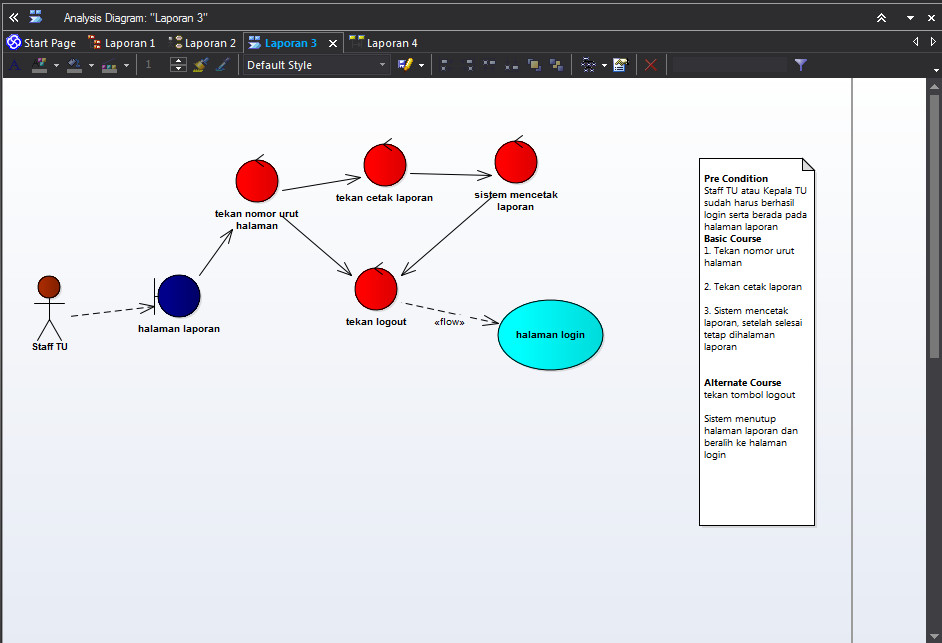 Analysis Diagram: "Laporan 3"
Start Page
Laporan 1
Laporan 2
Laporan 3
Laporan 4
A
1
Default Style
tekan nomor urut
halaman
tekan cetak laporan
sistem mencetak
laporan
Staff TU
halaman laporan
tekan logout
«flow»
halaman login
Pre Condition
Staff TU atau Kepala TU
sudah harus berhasil
login serta berada pada
halaman laporan
Basic Course
1. Tekan nomor urut
halaman
2. Tekan cetak laporan
3. Sistem mencetak
laporan, setelah selesai
tetap dihalaman
laporan
Alternate Course
tekan tombol logout
Sistem menutup
halaman laporan dan
beralih ke halaman
login